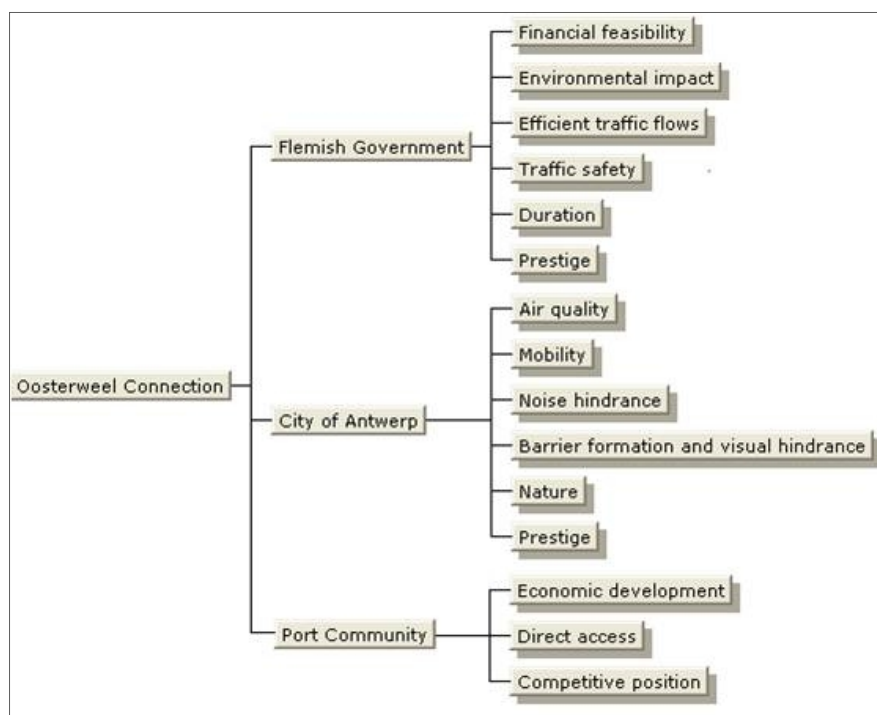 Oosterweel Connection
Flemish Government
Financial feasibility
Environmental impact
Efficient traffic flows
Traffic safety
Duration
Prestige
City of Antwerp
Air quality
Mobility
Noise hindrance
Barrier formation and visual hindrance
Nature
Prestige
Port Community
Economic development
Direct access
Competitive position